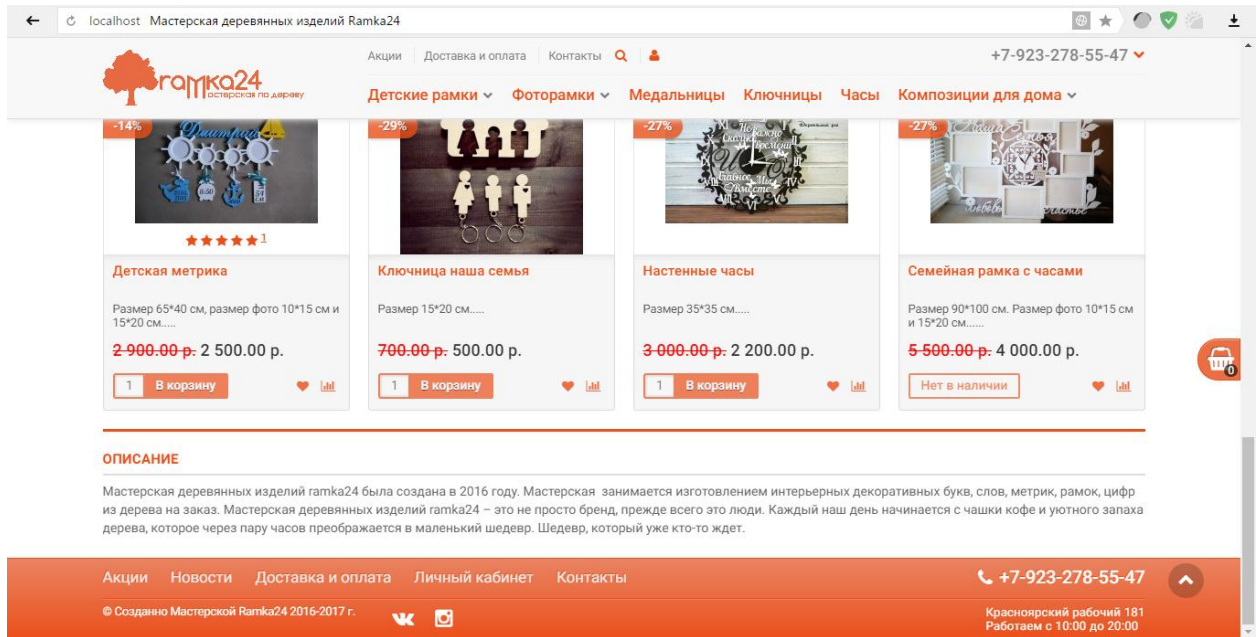 localhost Мастерская деревянных изделий Ramka24
Акции Доставка и оплата Контакты
+7-923-278-55-47
ramka24
мастерская по дереву
Детские рамки Фоторамки Медальницы Ключницы Часы Композиции для дома
-14% -29% -27% -27%
Дмитрий
1
Детская метрика Ключница наша семья Настенные часы Семейная рамка с часами
Размер 65*40 см, размер фото 10*15 см и
15*20 см.....
Размер 15*20 см.....
Размер 35*35 см.....
Размер 90*100 см. Размер фото 10*15 см
и 15*20 см......
2 900.00 р. 2 500.00 р.
700.00 р. 500.00 р.
3 000.00 р. 2 200.00 р.
5 500.00 р. 4 000.00 р.
1 В корзину
1 В корзину
1 В корзину
Нет в наличии
0
ОПИСАНИЕ
Мастерская деревянных изделий ramka24 была создана в 2016 году. Мастерская занимается изготовлением интерьерных декоративных букв, слов, метрик, рамок, цифр
из дерева на заказ. Мастерская деревянных изделий ramka24 – это не просто бренд, прежде всего это люди. Каждый наш день начинается с чашки кофе и уютного запаха
дерева, которое через пару часов преображается в маленький шедевр. Шедевр, который уже кто-то ждет.
Акции Новости Доставка и оплата Личный кабинет Контакты
+7-923-278-55-47
© Созданно Мастерской Ramka24 2016-2017 г.
Красноярский рабочий 181
Работаем с 10:00 до 20:00